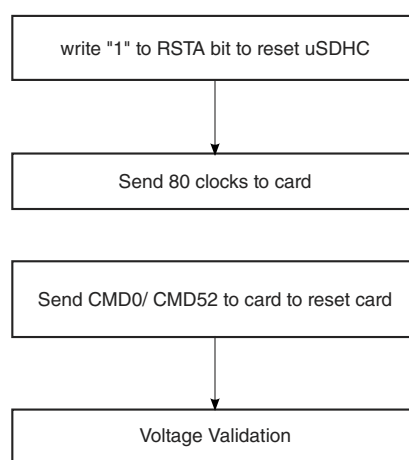 write "1" to RSTA bit to reset uSDHC
Send 80 clocks to card
Send CMD0/ CMD52 to card to reset card
Voltage Validation